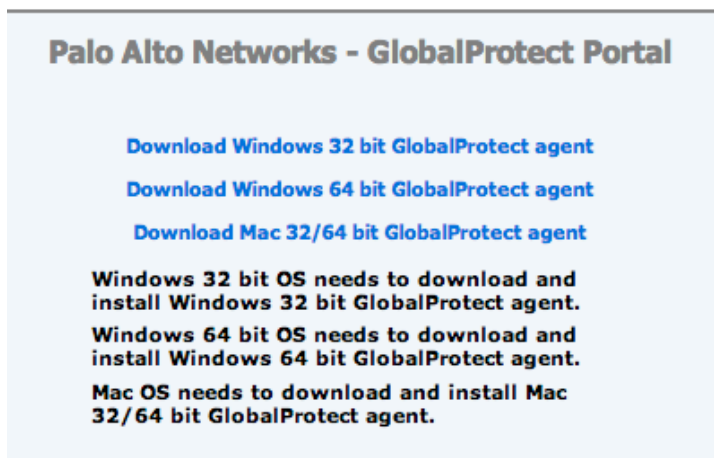 Palo Alto Networks - GlobalProtect Portal
Download Windows 32 bit GlobalProtect agent
Download Windows 64 bit GlobalProtect agent
Download Mac 32/64 bit GlobalProtect agent
Windows 32 bit OS needs to download and
install Windows 32 bit GlobalProtect agent.
Windows 64 bit OS needs to download and
install Windows 64 bit GlobalProtect agent.
Mac OS needs to download and install Mac
32/64 bit GlobalProtect agent.